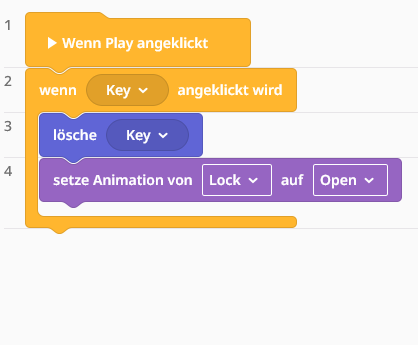 1 Wenn Play angeklickt
2 wenn Key angeklickt wird
3 lösche Key
4 setze Animation von Lock auf Open